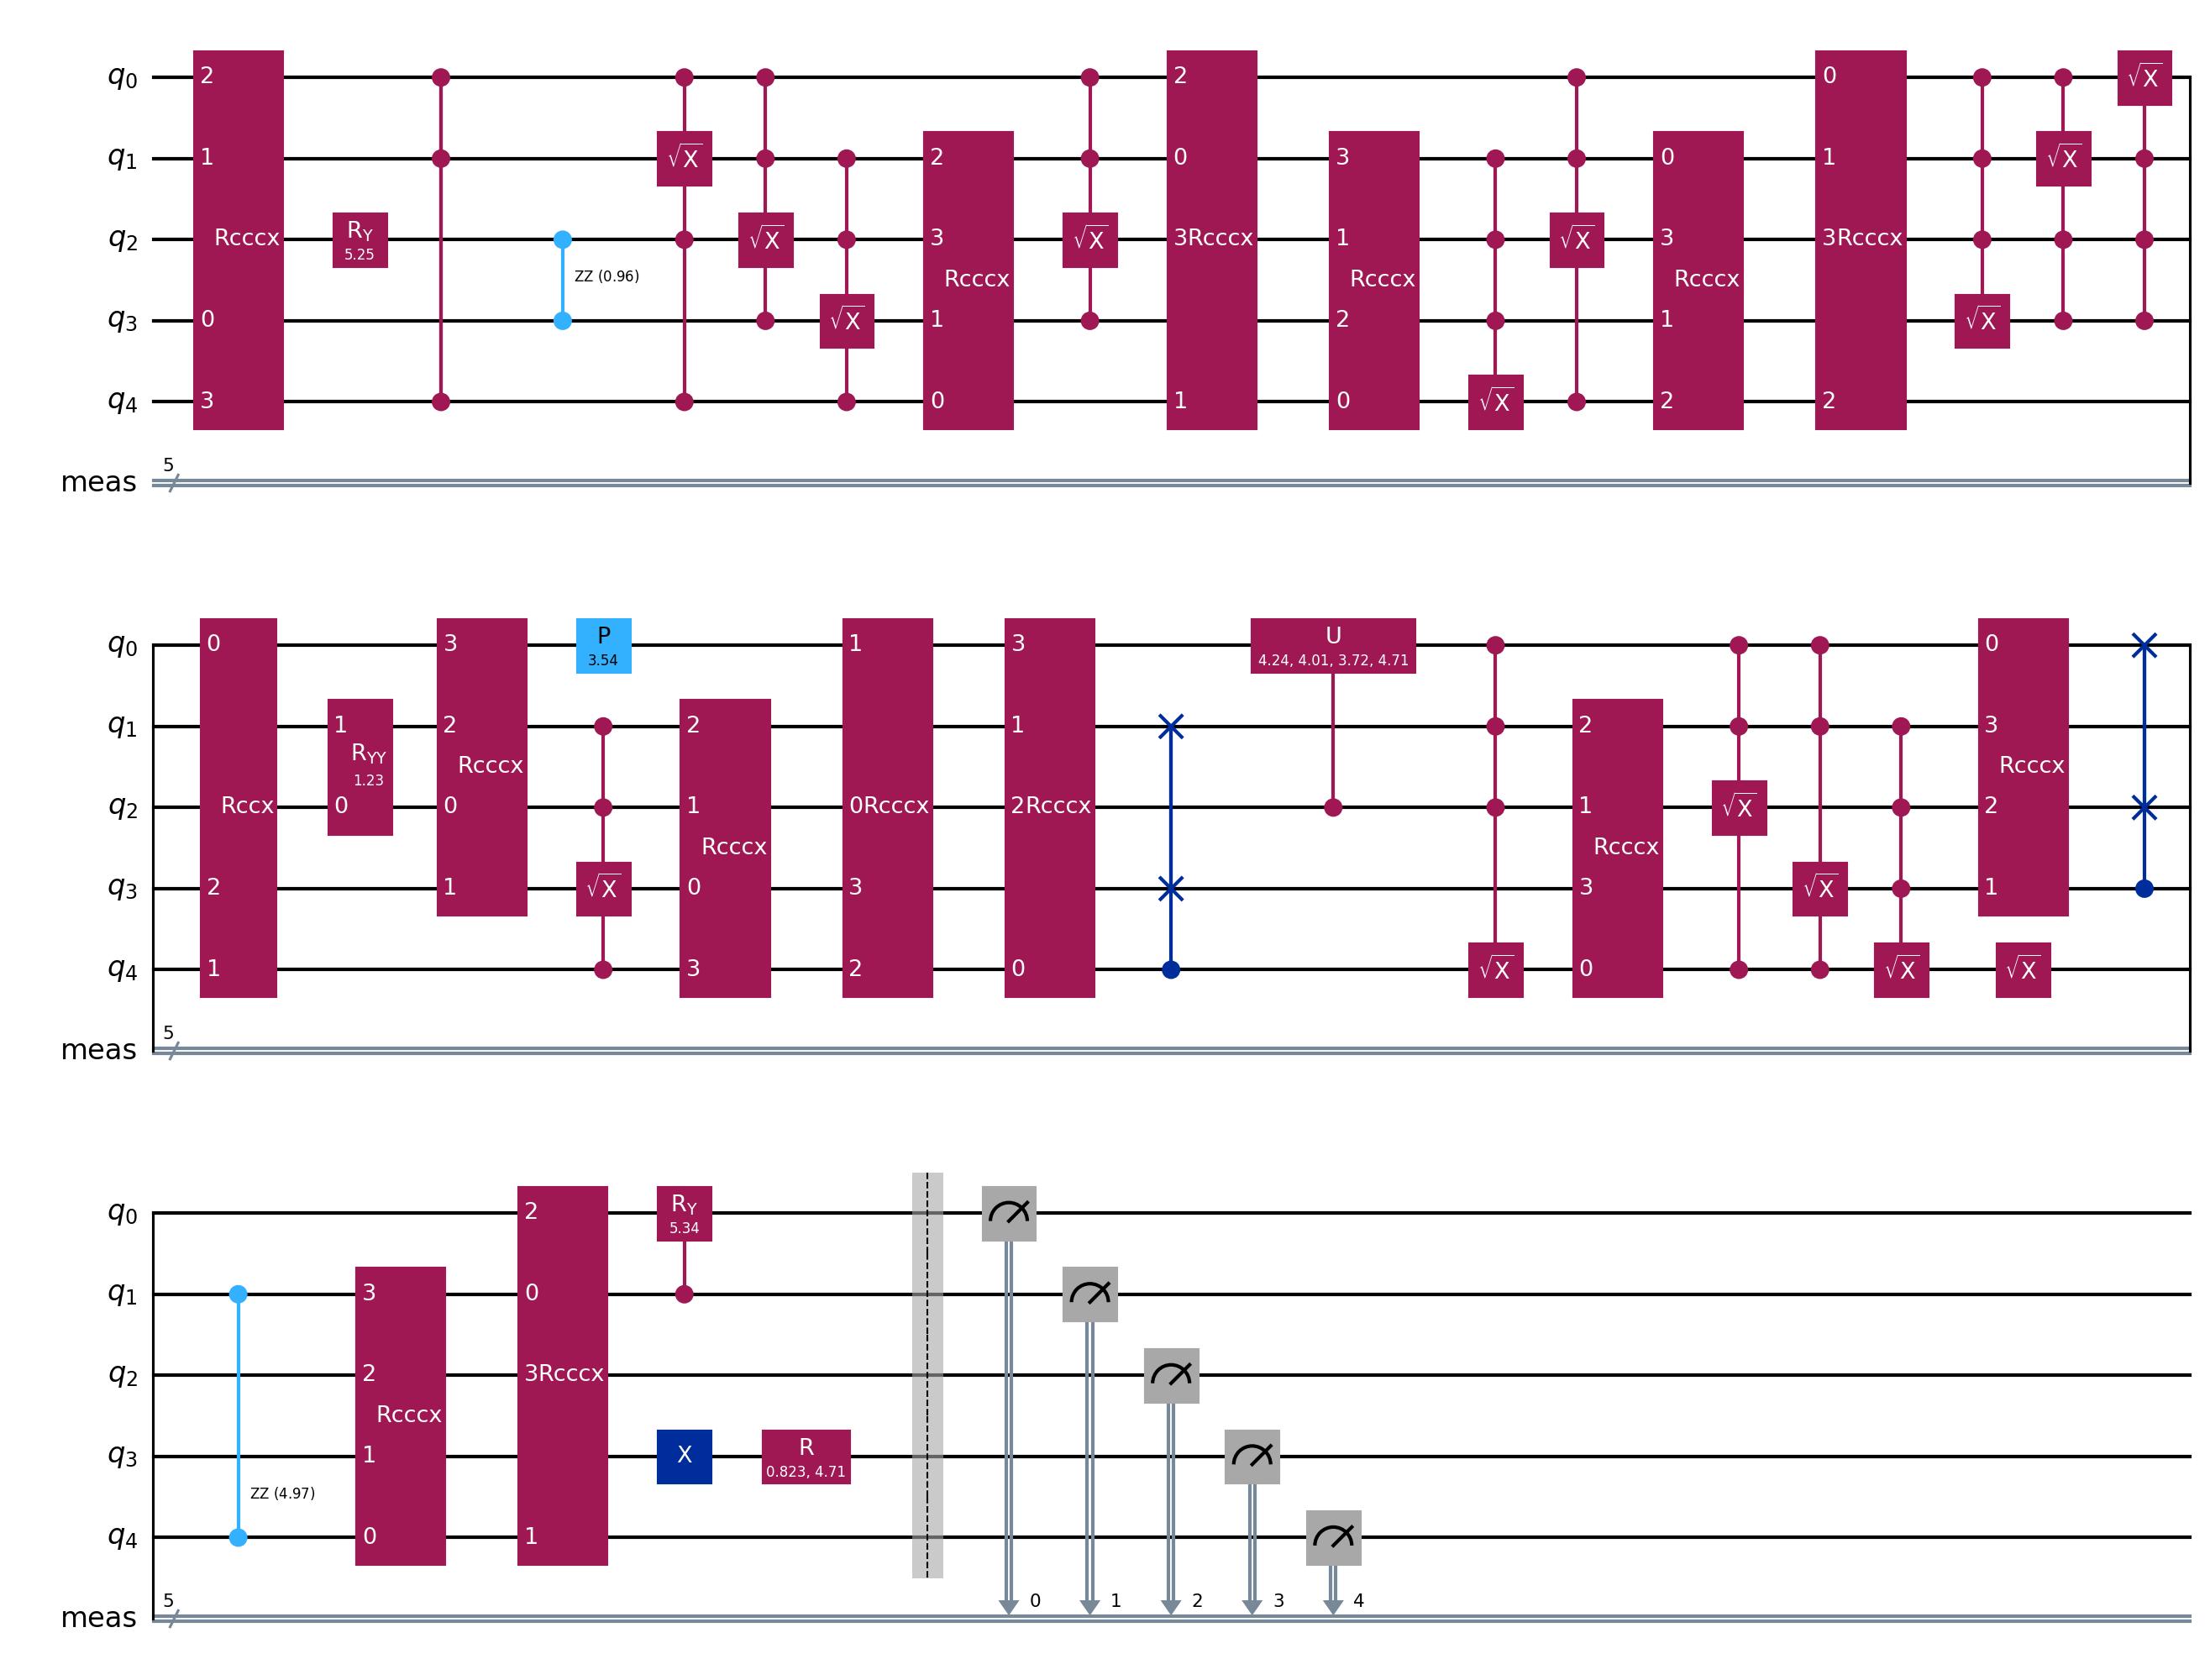 q0 2 0 √X
q1 1 √X 2 0 3 0 1 √X
q2 Rcccx RY 5.25 ZZ (0.96) √X 3 √X 3Rcccx 1 √X 3 3Rcccx
Rcccx Rcccx Rcccx
q3 0 √X 1 2 1 √X
q4 3 0 1 0 √X 2 2
meas 5
q0 0 3 P 3.54 1 3 U 4.24, 4.01, 3.72, 4.71 0
q1 1 RYY 1.23 2 2 1 2 3
Rcccx Rcccx
q2 Rccx 0 0 1 0Rcccx 2Rcccx 1 √X 2
Rcccx Rcccx
q3 2 1 √X 0 3 3 √X 1
q4 1 3 2 0 √X 0 √X √X
meas 5
q0 2 RY 5.34
q1 3 0
q2 2 3Rcccx
Rcccx
q3 1 X R 0.823, 4.71
ZZ (4.97)
q4 0 1
meas 5 0 1 2 3 4